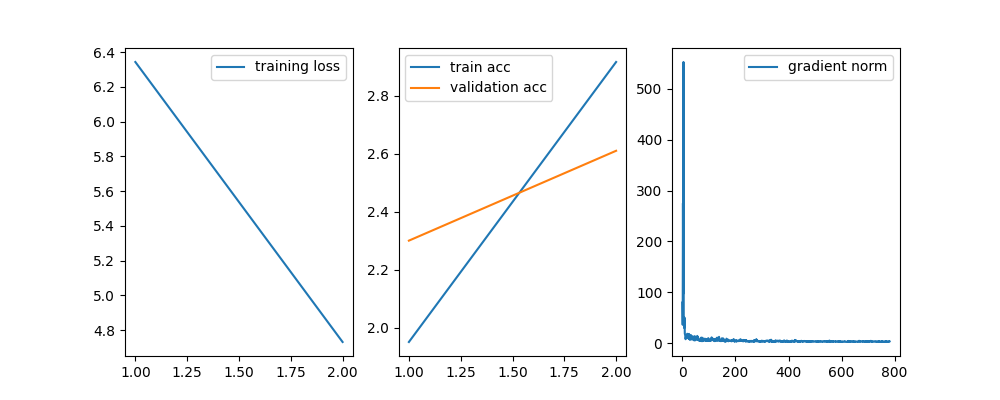 training loss
6.4
6.2
6.0
5.8
5.6
5.4
5.2
5.0
4.8
1.00 1.25 1.50 1.75 2.00
train acc
validation acc
2.8
2.6
2.4
2.2
2.0
1.00 1.25 1.50 1.75 2.00
gradient norm
500
400
300
200
100
0
0 200 400 600 800